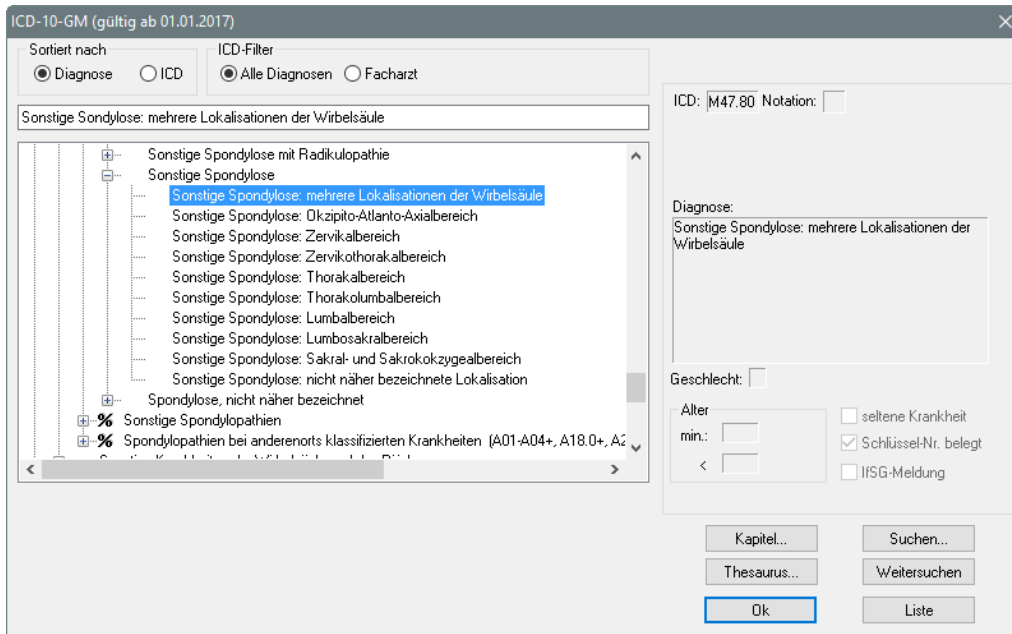 ICD-10-GM (gültig ab 01.01.2017)
Sortiert nach
Diagnose ICD
ICD-Filter
Alle Diagnosen Facharzt
Sonstige Sondylose: mehrere Lokalisationen der Wirbelsäule
Sonstige Spondylose mit Radikulopathie
Sonstige Spondylose
Sonstige Spondylose: mehrere Lokalisationen der Wirbelsäule
Sonstige Spondylose: Okzipito-Atlanto-Axialbereich
Sonstige Spondylose: Zervikalbereich
Sonstige Spondylose: Zervikothorakalbereich
Sonstige Spondylose: Thorakalbereich
Sonstige Spondylose: Thorakolumbalbereich
Sonstige Spondylose: Lumbalbereich
Sonstige Spondylose: Lumbosakralbereich
Sonstige Spondylose: Sakral- und Sakrokokzygealbereich
Sonstige Spondylose: nicht näher bezeichnete Lokalisation
Spondylose, nicht näher bezeichnet
% Sonstige Spondylopathien
% Spondylopathien bei anderenorts klassifizierten Krankheiten (A01-A04+, A18.0+, A2
ICD: M47.80 Notation:
Diagnose:
Sonstige Spondylose: mehrere Lokalisationen der
Wirbelsäule
Geschlecht:
Alter
min.:
<
seltene Krankheit
Schlüssel-Nr. belegt
IfSG-Meldung
Kapitel... Suchen...
Thesaurus... Weitersuchen
Ok Liste